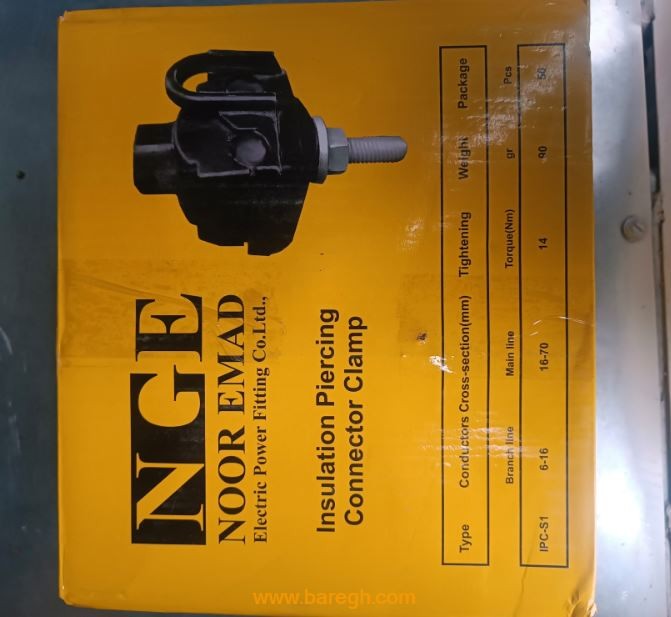 NGE
NOOR EMAD
Electric Power Fitting Co.Ltd.,
Insulation Piercing
Connector Clamp
Type Conductors Cross-section(mm) Tightening Weight Package
Branch line Main line Torque(Nm) gr Pcs
IPC-S1 6-16 16-70 14 90 50
www.baregh.com